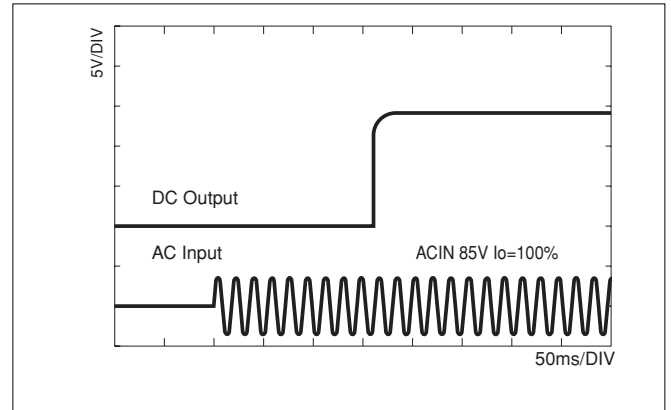 5V/DIV
DC Output
AC Input
ACIN 85V Io=100%
50ms/DIV